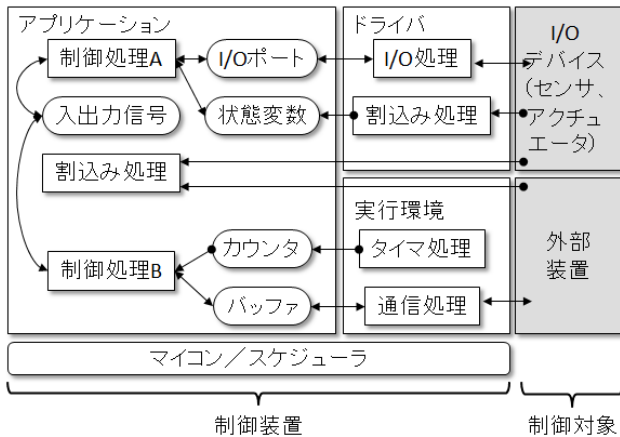 アプリケーション
制御処理A
I/Oポート
入出力信号
状態変数
割込み処理
制御処理B
カウンタ
バッファ
ドライバ
I/O処理
割込み処理
実行環境
タイマ処理
通信処理
I/O
デバイス
(センサ、
アクチュ
エータ)
外部
装置
マイコン／スケジューラ
制御装置
制御対象